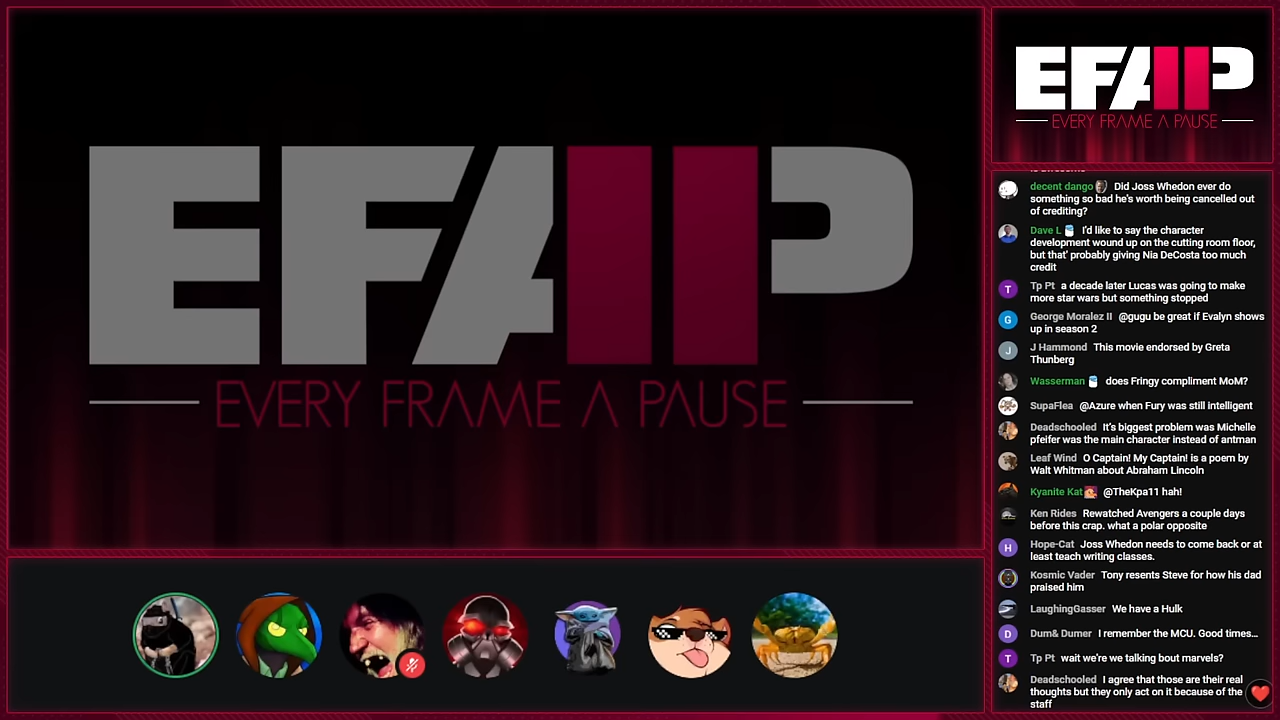 EFAP
EVERY FRAME A PAUSE
EFAP
EVERY FRAME A PAUSE
decent dango Did Joss Whedon ever do
something so bad he's worth being cancelled out
of crediting?
Dave L I'd like to say the character
development wound up on the cutting room floor,
but that' probably giving Nia DeCosta too much
credit
T
Tp Pt a decade later Lucas was going to make
more star wars but something stopped
G
George Moralez II @gugu be great if Evalyn shows
up in season 2
J
J Hammond This movie endorsed by Greta
Thunberg
Wasserman does Fringy compliment MoM?
SupaFlea @Azure when Fury was still intelligent
Deadschooled It's biggest problem was Michelle
pfeifer was the main character instead of antman
Leaf Wind O Captain! My Captain! is a poem by
Walt Whitman about Abraham Lincoln
Kyanite Kat @TheKpa11 hah!
Ken Rides Rewatched Avengers a couple days
before this crap. what a polar opposite
H
Hope-Cat Joss Whedon needs to come back or at
least teach writing classes.
Kosmic Vader Tony resents Steve for how his dad
praised him
LaughingGasser We have a Hulk
D
Dum& Dumer I remember the MCU. Good times...
T
Tp Pt wait we're we talking bout marvels?
Deadschooled I agree that those are their real
thoughts but they only act on it because of the
staff